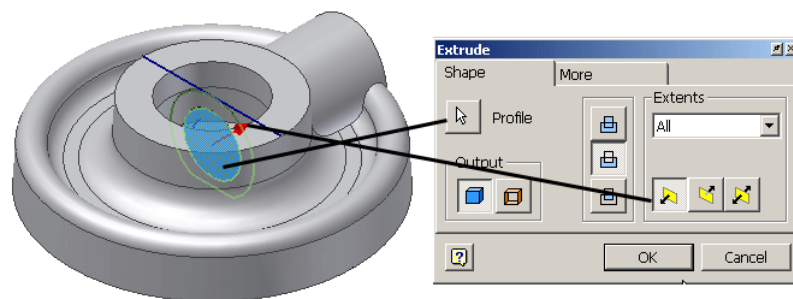 Extrude
Shape
More
Profile
Extents
All
Output
?
OK
Cancel